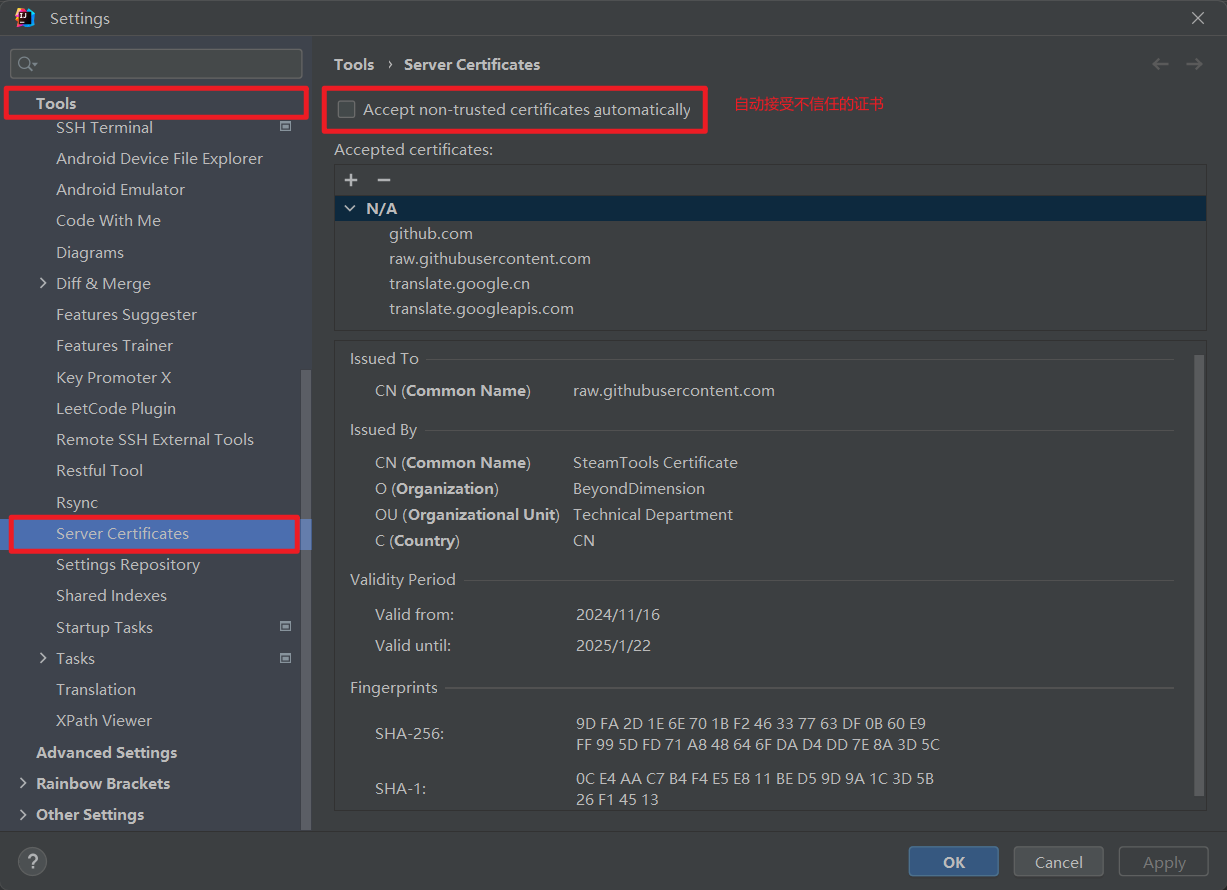 Settings
Tools
SSH Terminal
Android Device File Explorer
Android Emulator
Code With Me
Diagrams
Diff & Merge
Features Suggester
Features Trainer
Key Promoter X
LeetCode Plugin
Remote SSH External Tools
Restful Tool
Rsync
Server Certificates
Settings Repository
Shared Indexes
Startup Tasks
Tasks
Translation
XPath Viewer
Advanced Settings
Rainbow Brackets
Other Settings
Tools › Server Certificates
Accept non-trusted certificates automatically
自动接受不信任的证书
Accepted certificates:
N/A
github.com
raw.githubusercontent.com
translate.google.cn
translate.googleapis.com
Issued To
CN (Common Name) raw.githubusercontent.com
Issued By
CN (Common Name) SteamTools Certificate
O (Organization) BeyondDimension
OU (Organizational Unit) Technical Department
C (Country) CN
Validity Period
Valid from: 2024/11/16
Valid until: 2025/1/22
Fingerprints
SHA-256: 9D FA 2D 1E 6E 70 1B F2 46 33 77 63 DF 0B 60 E9
FF 99 5D FD 71 A8 48 64 6F DA D4 DD 7E 8A 3D 5C
SHA-1: 0C E4 AA C7 B4 F4 E5 E8 11 BE D5 9D 9A 1C 3D 5B
26 F1 45 13
?
OK
Cancel
Apply